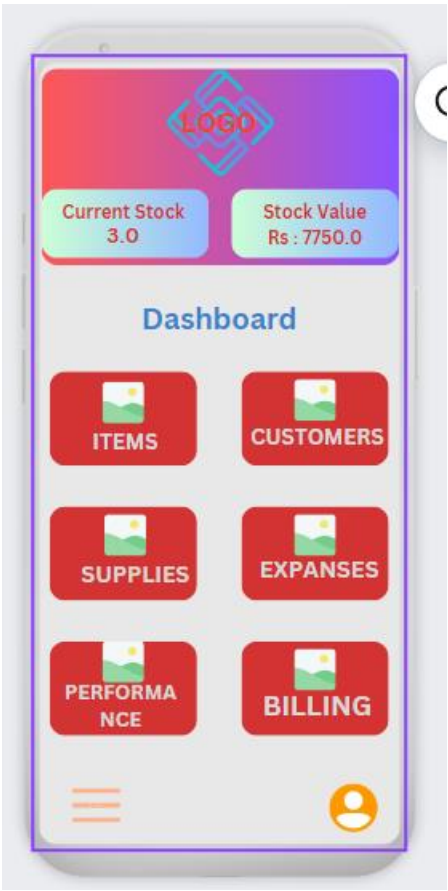 LOGO
Current Stock
3.0
Stock Value
Rs : 7750.0
Dashboard
ITEMS
CUSTOMERS
SUPPLIES
EXPANSES
PERFORMA
NCE
BILLING